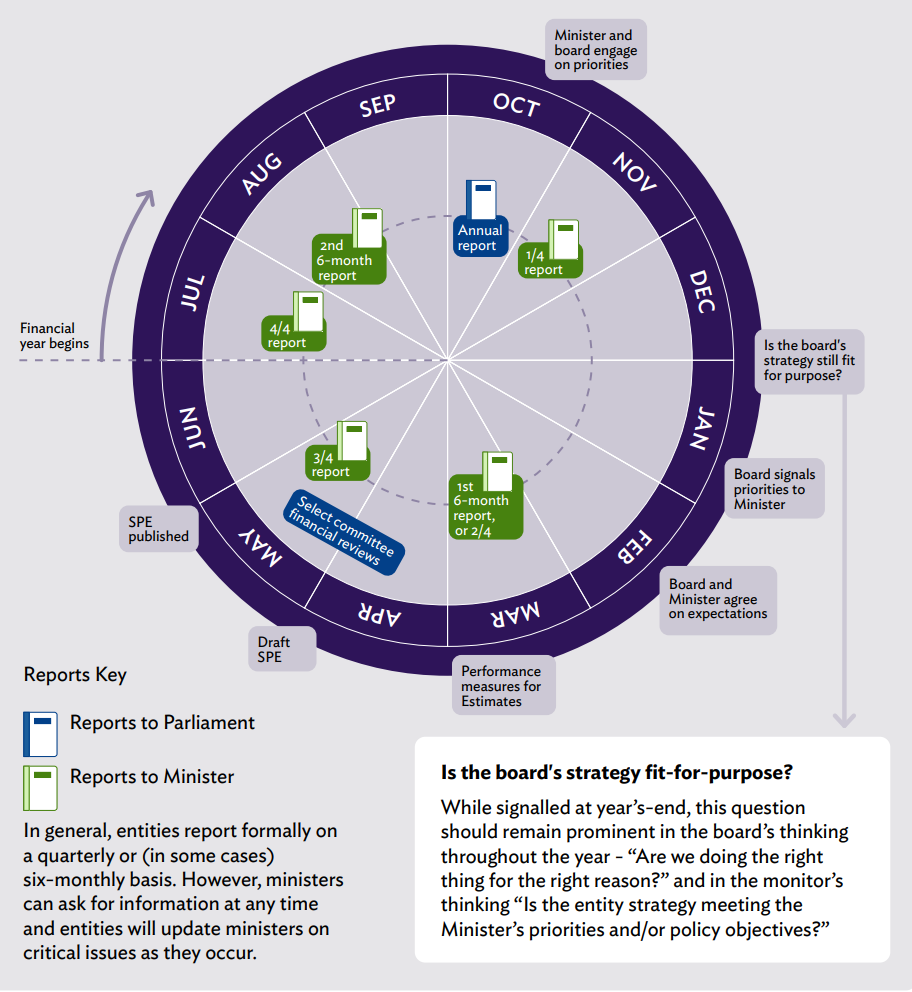 Minister and
board engage
on priorities
SEP
OCT
AUG
NOV
JUL
DEC
JUN
JAN
MAY
FEB
APR
MAR
Annual
report
1/4
report
2nd
6-month
report
4/4
report
3/4
report
1st
6-month
report,
or 2/4
Select committee
financial reviews
Financial
year begins
Is the board's
strategy still fit
for purpose?
Board signals
priorities to
Minister
Board and
Minister agree
on expectations
Performance
measures for
Estimates
Draft
SPE
SPE
published
Reports Key
Reports to Parliament
Reports to Minister
In general, entities report formally on
a quarterly or (in some cases)
six-monthly basis. However, ministers
can ask for information at any time
and entities will update ministers on
critical issues as they occur.
Is the board's strategy fit-for-purpose?
While signalled at year’s-end, this question
should remain prominent in the board’s thinking
throughout the year – “Are we doing the right
thing for the right reason?” and in the monitor’s
thinking “Is the entity strategy meeting the
Minister’s priorities and/or policy objectives?”